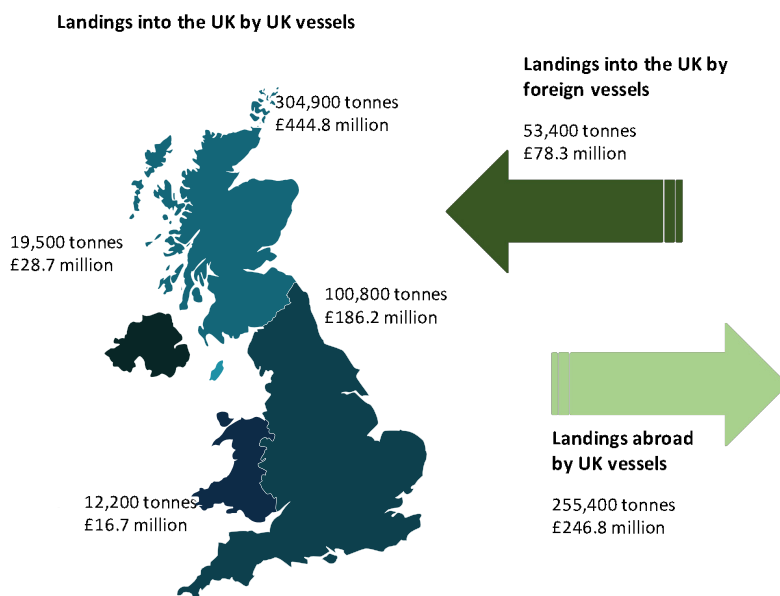 Landings into the UK by UK vessels
304,900 tonnes
£444.8 million
19,500 tonnes
£28.7 million
100,800 tonnes
£186.2 million
12,200 tonnes
£16.7 million
Landings into the UK by
foreign vessels
53,400 tonnes
£78.3 million
Landings abroad
by UK vessels
255,400 tonnes
£246.8 million